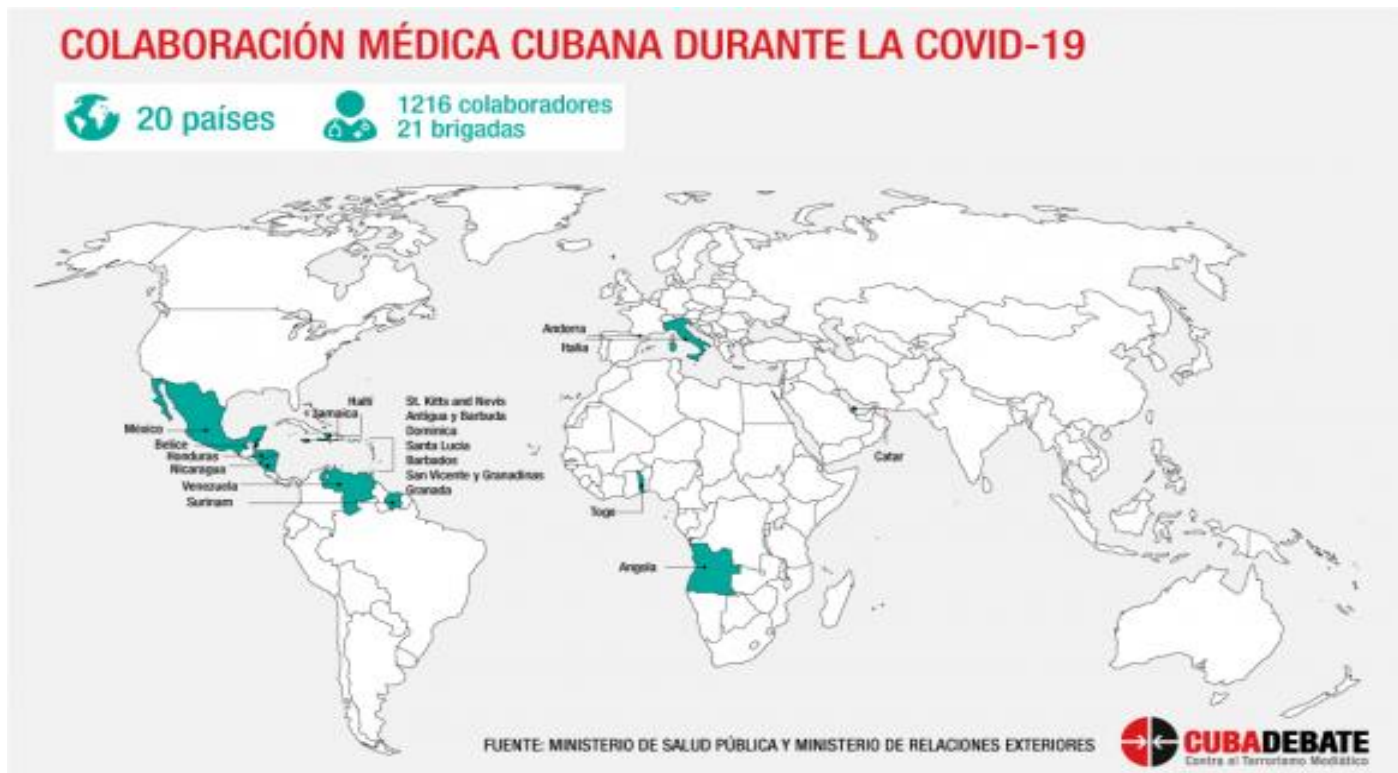 COLABORACIÓN MÉDICA CUBANA DURANTE LA COVID-19
20 países
1216 colaboradores
21 brigadas
Andorra
Italia
Haití
Jamaica
St. Kitts and Nevis
Antigua y Barbuda
Dominica
Santa Lucía
Barbados
San Vicente y Granadinas
Granada
México
Belice
Honduras
Nicaragua
Venezuela
Surinam
Catar
Togo
Angola
FUENTE: MINISTERIO DE SALUD PÚBLICA Y MINISTERIO DE RELACIONES EXTERIORES
CUBADEBATE
Contra el Terrorismo Mediático